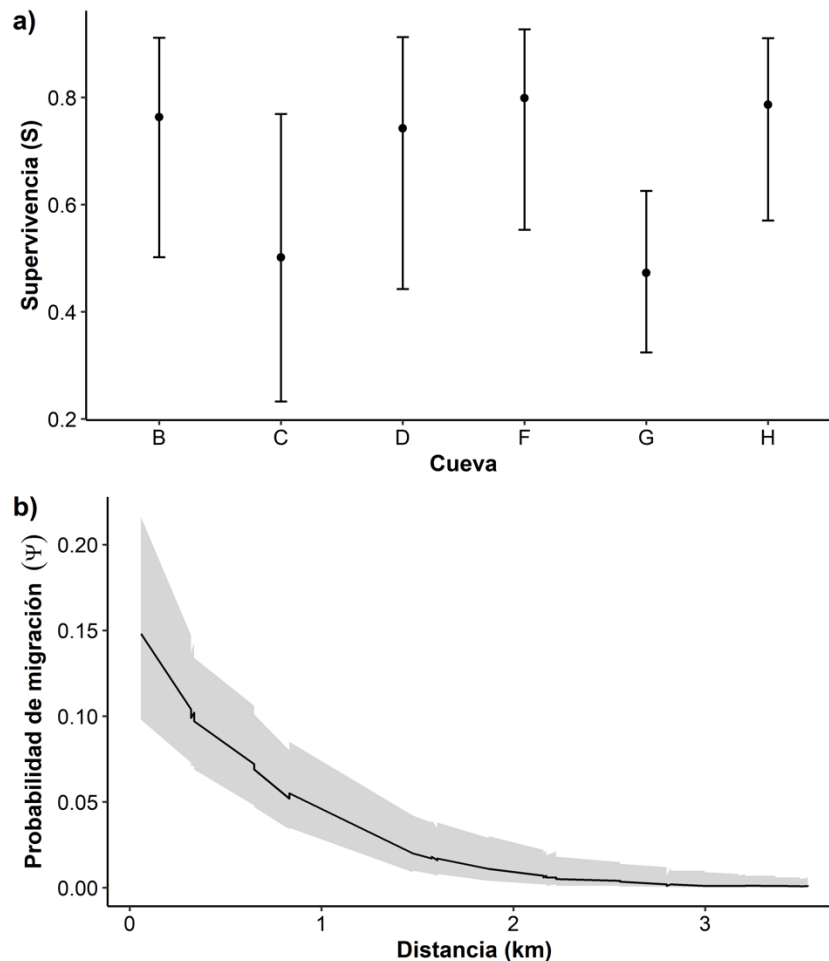 a)
Supervivencia (S)
0.8
0.6
0.4
0.2
B C D F G H
Cueva
b)
Probabilidad de migración (Ψ)
0.20
0.15
0.10
0.05
0.00
0 1 2 3
Distancia (km)